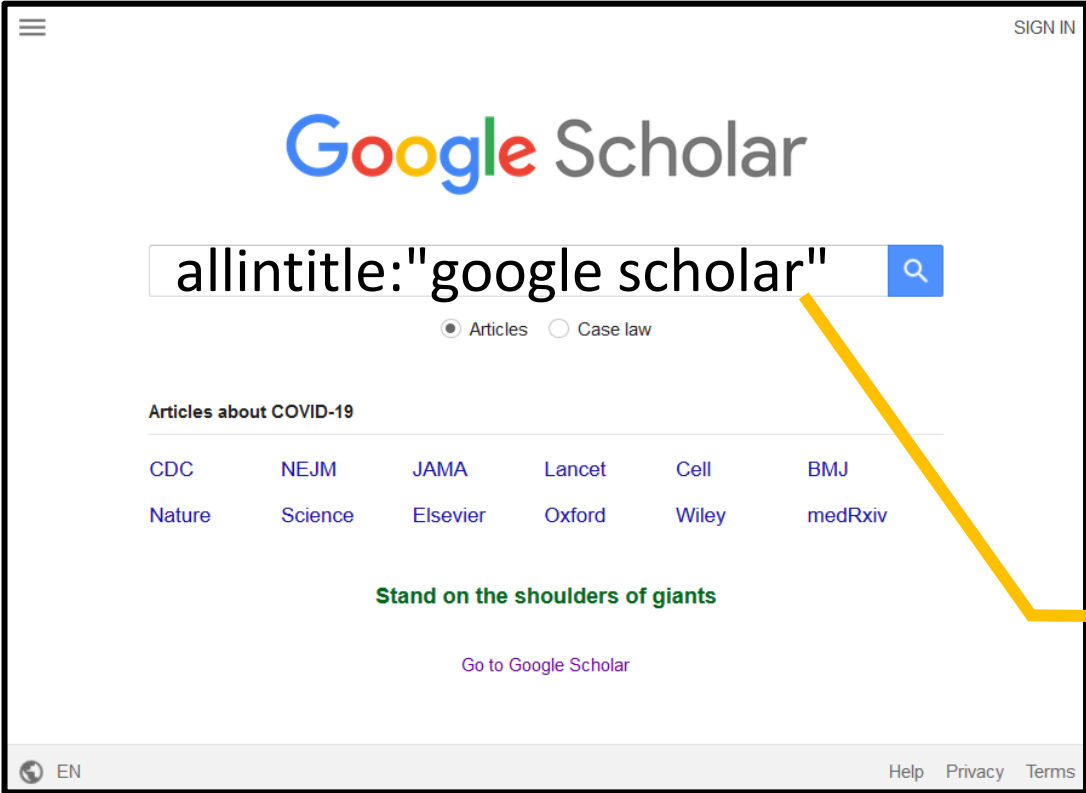 SIGN IN
Google Scholar
allintitle:"google scholar"
Articles Case law
Articles about COVID-19
CDC NEJM JAMA Lancet Cell BMJ
Nature Science Elsevier Oxford Wiley medRxiv
Stand on the shoulders of giants
Go to Google Scholar
EN Help Privacy Terms